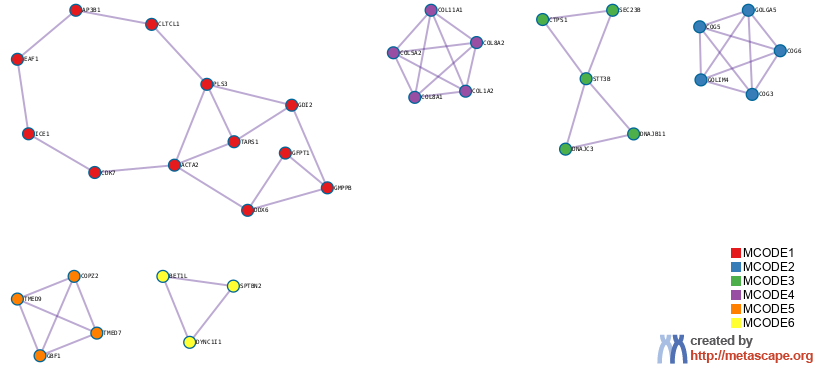 AP3B1
CLTCL1
EAF1
PLS3
GDI2
ICE1
TARS1
GFPT1
CDK7
ACTA2
GMPPB
DDX6
COL11A1
COL8A2
COL5A2
COL1A2
COL8A1
CTPS1
SEC23B
STT3B
DNAJB11
DNAJC3
GOLGA5
COG5
COG6
GOLIM4
COG3
COPZ2
TMED9
TMED7
GBF1
BET1L
SPTBN2
DYNC1I1
MCODE1
MCODE2
MCODE3
MCODE4
MCODE5
MCODE6
created by
http://metascape.org